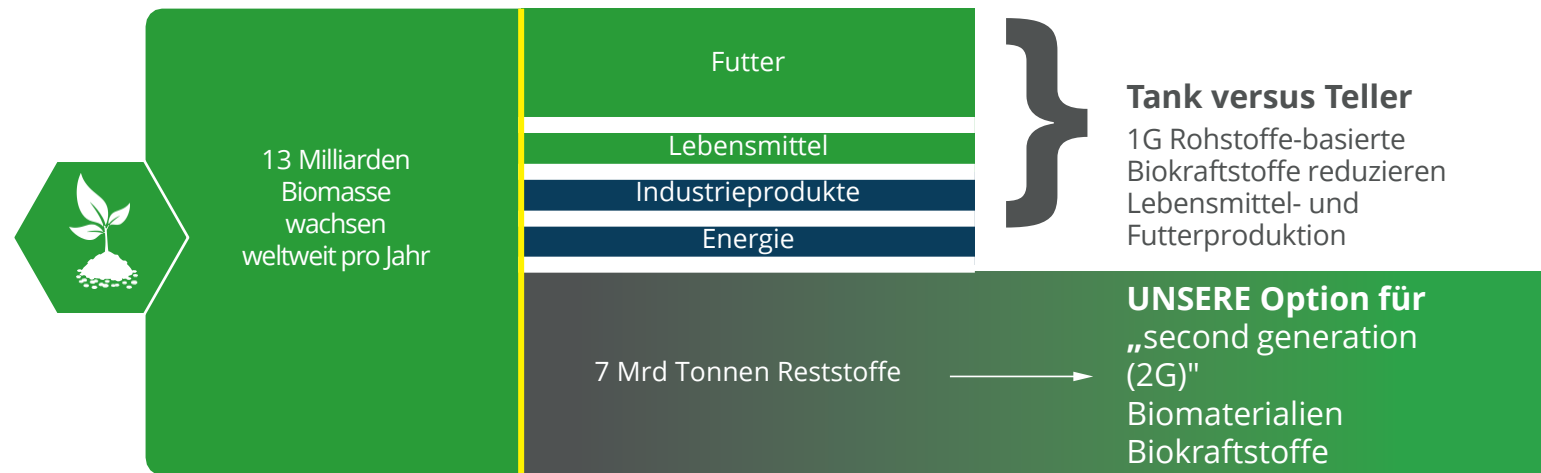 13 Milliarden
Biomasse
wachsen
weltweit pro Jahr
Futter
Lebensmittel
Industrieprodukte
Energie
Tank versus Teller
1G Rohstoffe-basierte
Biokraftstoffe reduzieren
Lebensmittel- und
Futterproduktion
7 Mrd Tonnen Reststoffe
UNSERE Option für
„second generation
(2G)"
Biomaterialien
Biokraftstoffe